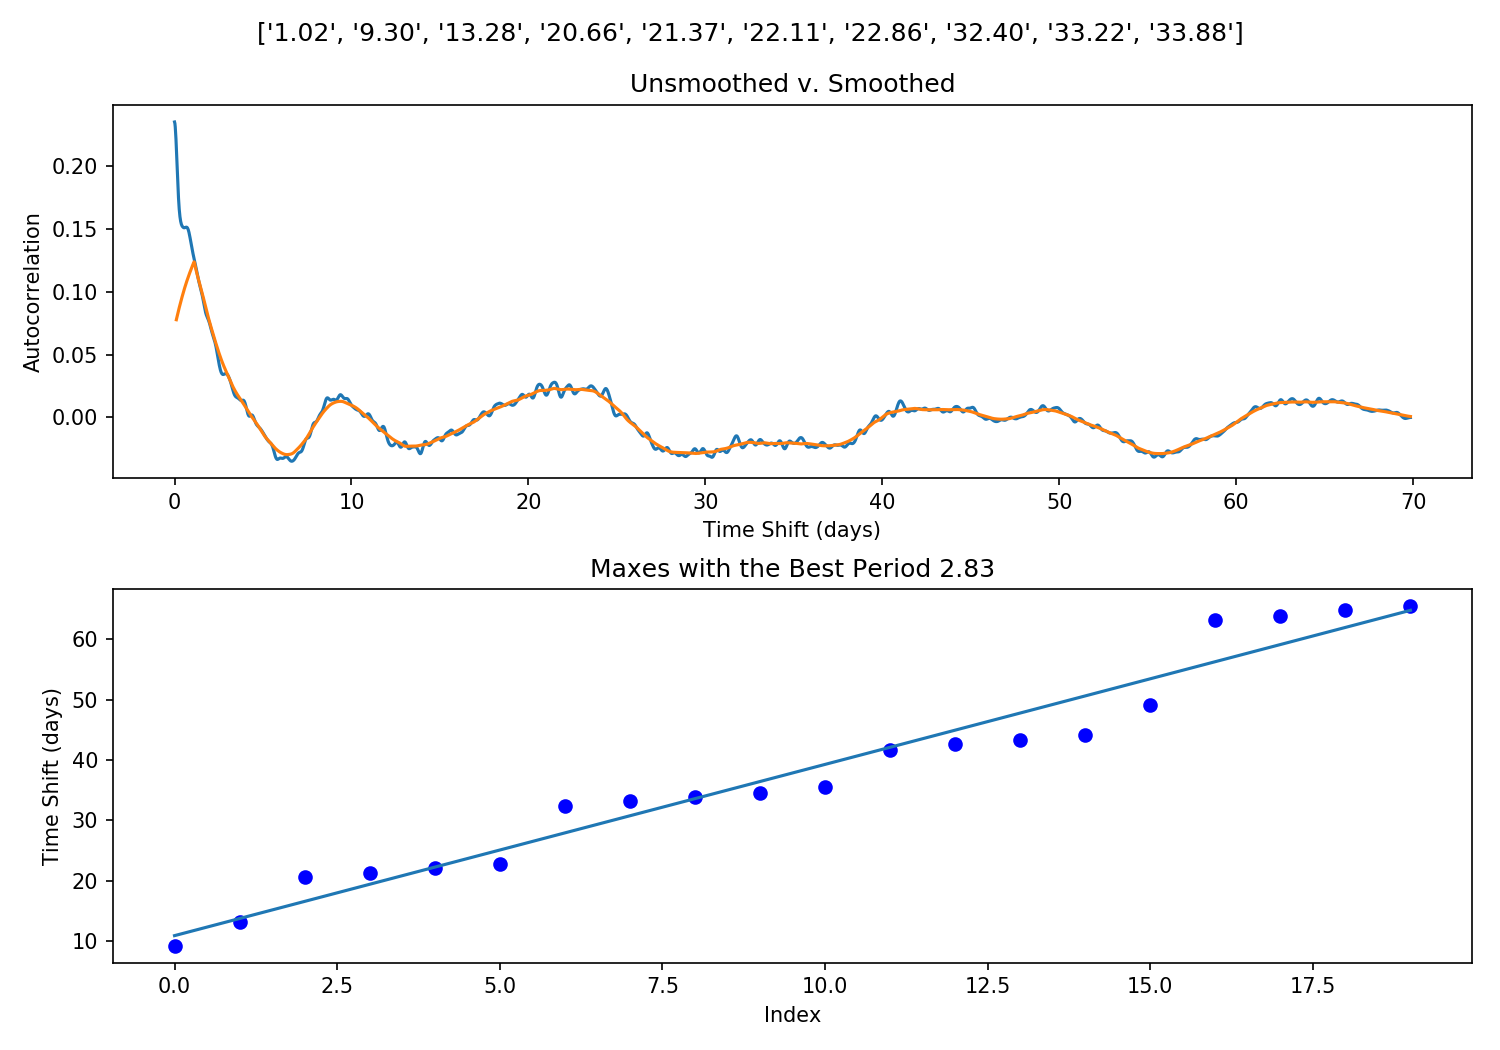 ['1.02', '9.30', '13.28', '20.66', '21.37', '22.11', '22.86', '32.40', '33.22', '33.88']
Unsmoothed v. Smoothed
Autocorrelation
0.20
0.15
0.10
0.05
0.00
0 10 20 30 40 50 60 70
Time Shift (days)
Maxes with the Best Period 2.83
Time Shift (days)
60
50
40
30
20
10
0.0 2.5 5.0 7.5 10.0 12.5 15.0 17.5
Index